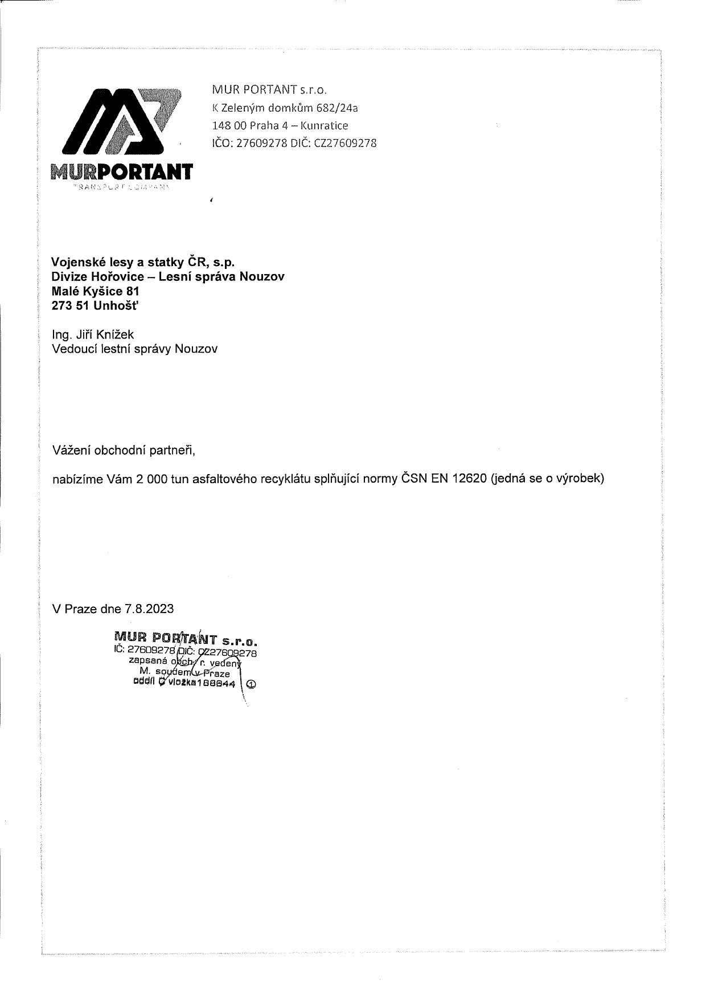 MUR PORTANT s.r.o.
K Zeleným domkům 682/24a
148 00 Praha 4 – Kunratice
IČO: 27609278 DIČ: CZ27609278
MURPORTANT
TRANSPORT COMPANY
Vojenské lesy a statky ČR, s.p.
Divize Hořovice – Lesní správa Nouzov
Malé Kyšice 81
273 51 Unhošť
Ing. Jiří Knížek
Vedoucí lestní správy Nouzov
Vážení obchodní partneři,
nabízíme Vám 2 000 tun asfaltového recyklátu splňující normy ČSN EN 12620 (jedná se o výrobek)
V Praze dne 7.8.2023
MUR PORTANT s.r.o.
IČ: 27609278 DIČ: CZ27609278
zapsaná obch. r. vedený
M. soudem v Praze
oddíl C vložka 188844 1